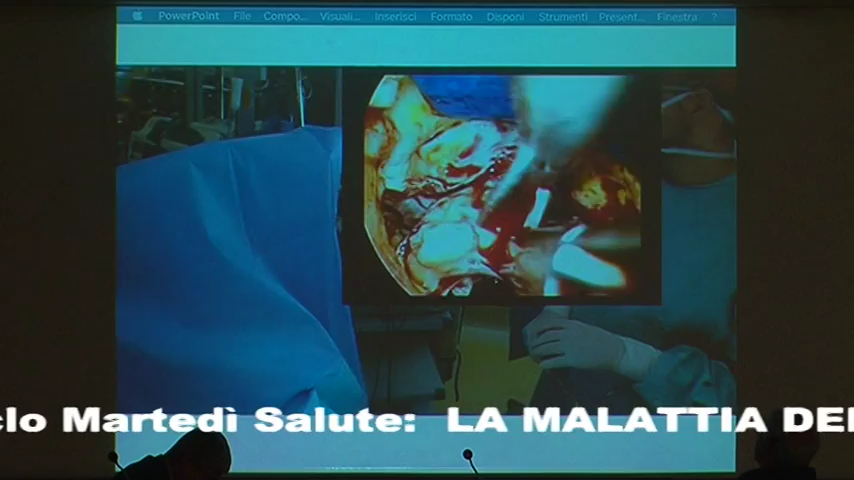 PowerPoint File Compo... Visuali... Inserisci Formato Disponi Strumenti Present... Finestra ?
clo Martedì Salute: LA MALATTIA DE